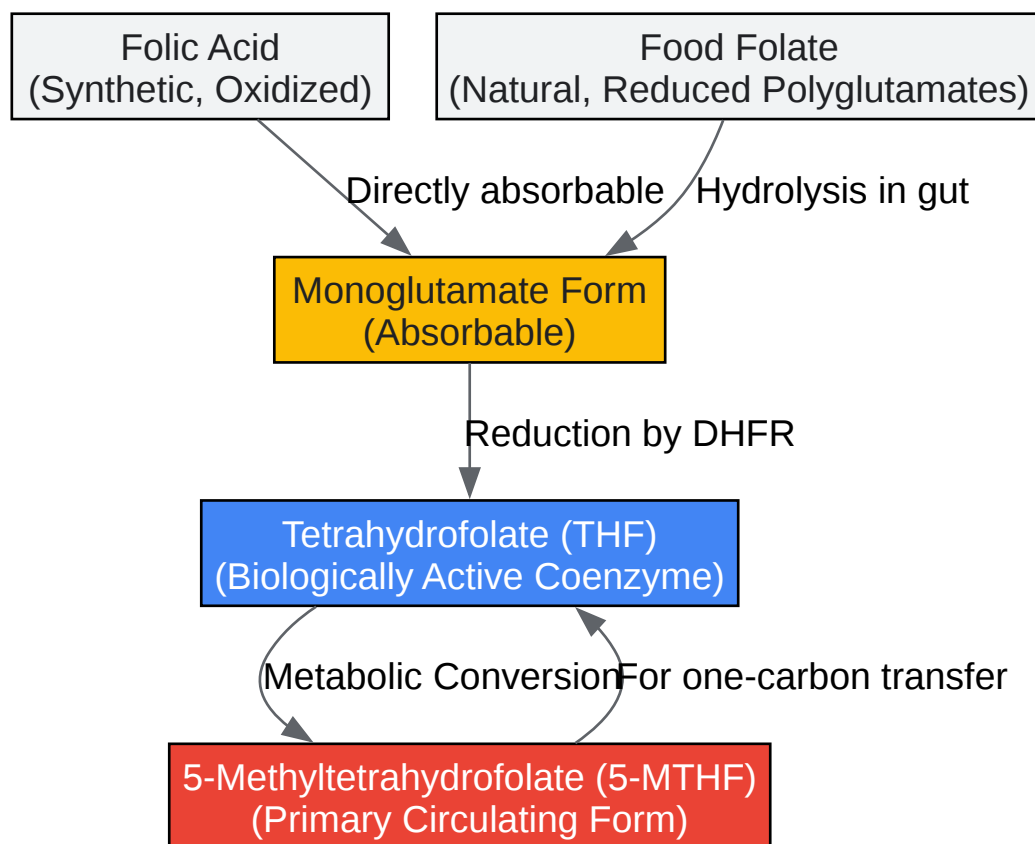 Folic Acid
(Synthetic, Oxidized)
Food Folate
(Natural, Reduced Polyglutamates)
Directly absorbable
Hydrolysis in gut
Monoglutamate Form
(Absorbable)
Reduction by DHFR
Tetrahydrofolate (THF)
(Biologically Active Coenzyme)
Metabolic Conversion
For one-carbon transfer
5-Methyltetrahydrofolate (5-MTHF)
(Primary Circulating Form)